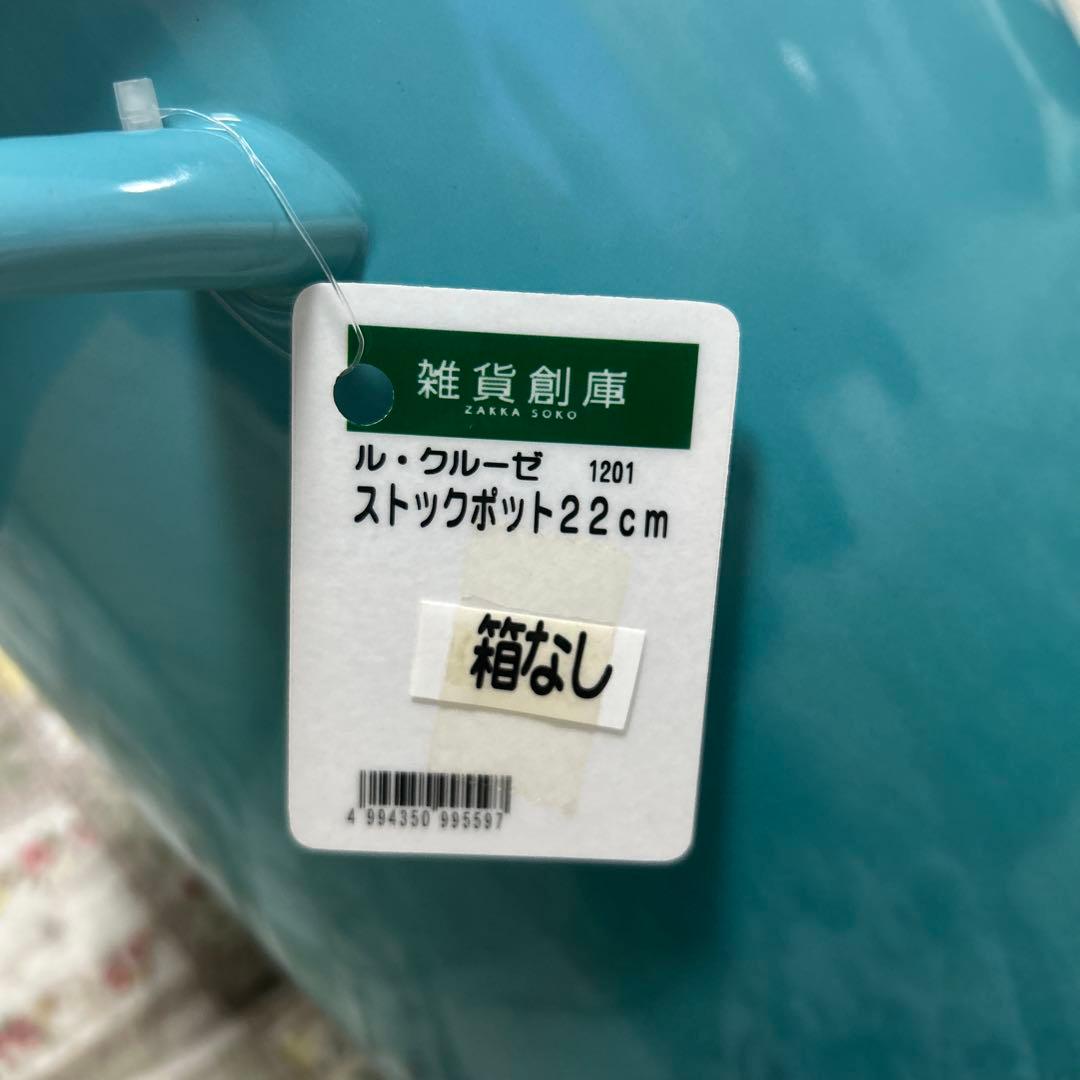 雑貨創庫
ZAKKA SOKO
ル・クルーゼ 1201
ストックポット22cm
箱なし
4 994350 995597